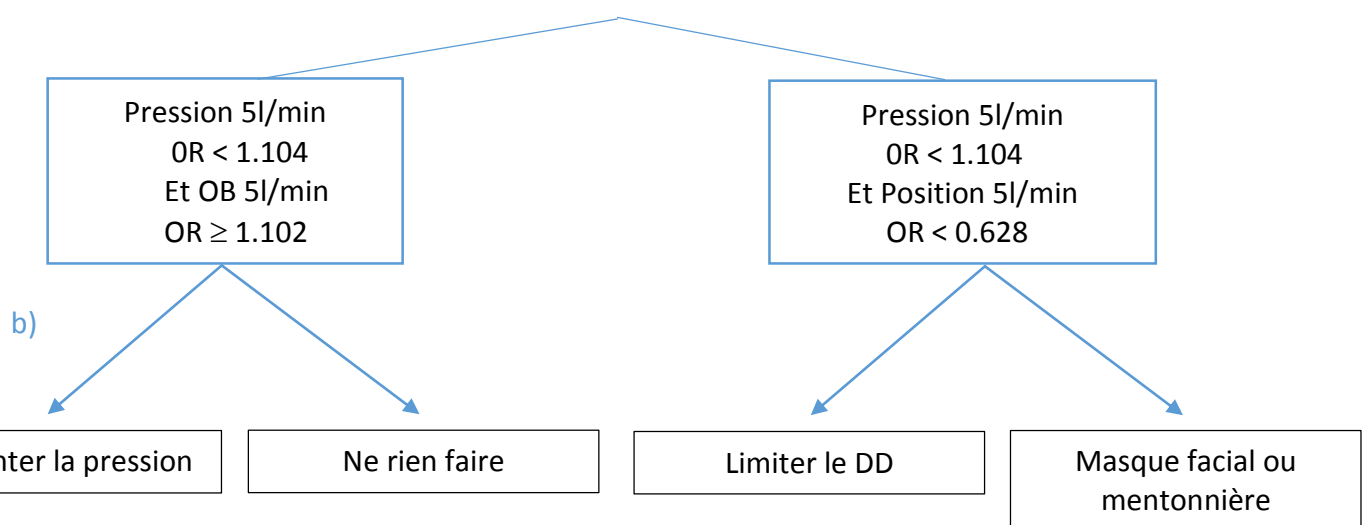 Pression 5l/min
0R < 1.104
Et OB 5l/min
OR ≥ 1.102
Pression 5l/min
0R < 1.104
Et Position 5l/min
OR < 0.628
b)
nter la pression
Ne rien faire
Limiter le DD
Masque facial ou
mentonnière